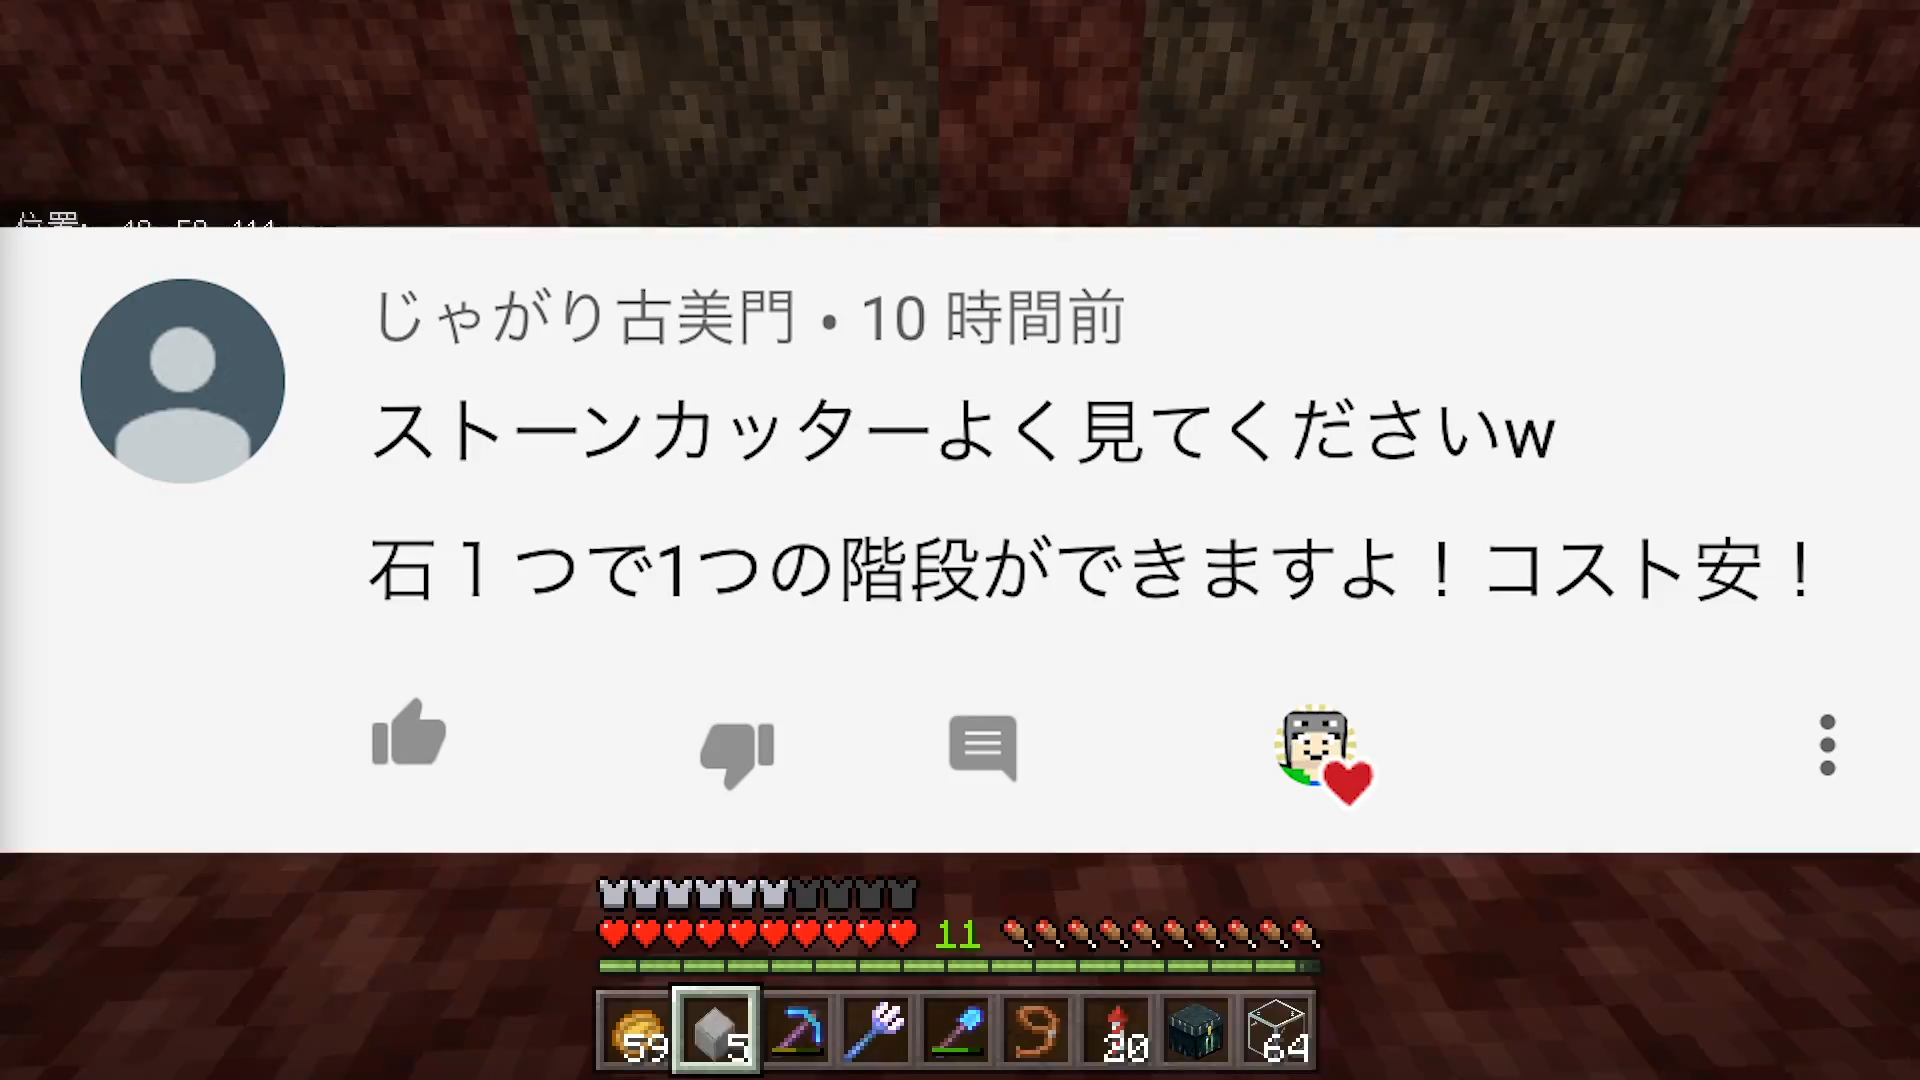 じゃがり古美門 • 10 時間前
ストーンカッターよく見てくださいw
石１つで1つの階段ができますよ！コスト安！
11
59 5 20 64